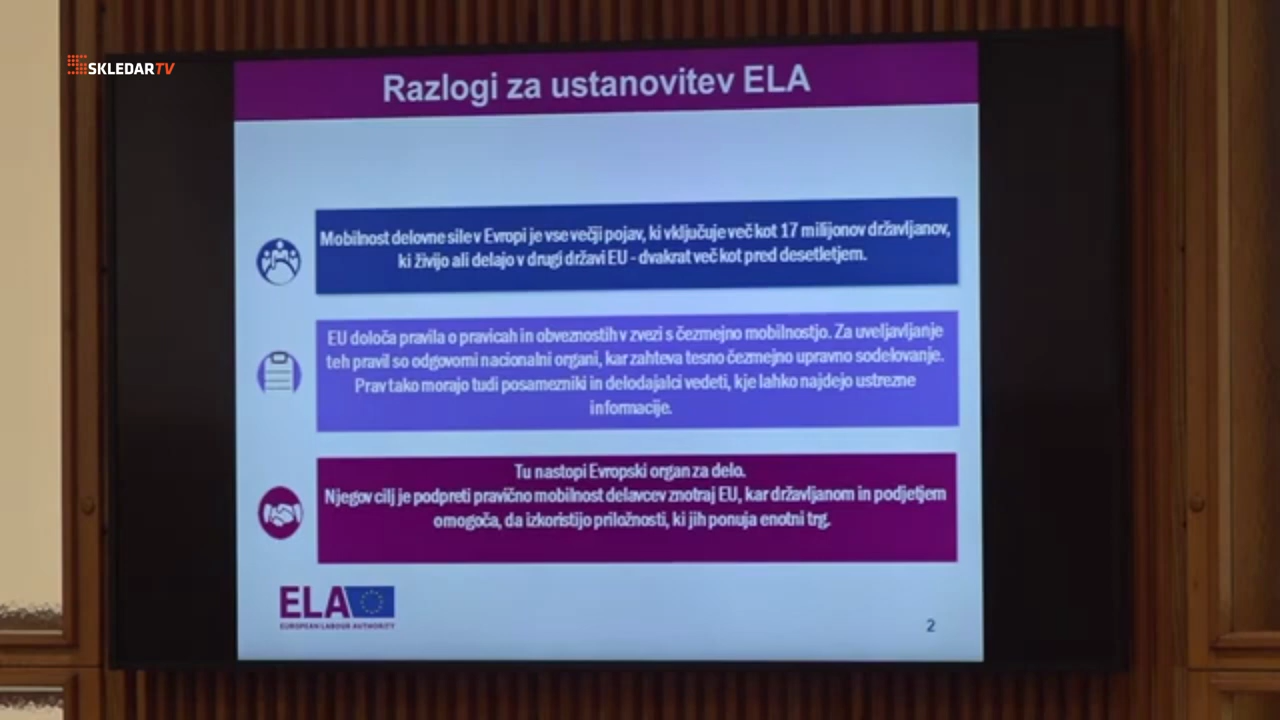 SKLEDARTV
Razlogi za ustanovitev ELA
Mobilnost delovne sile v Evropi je vse večji pojav, ki vključuje več kot 17 milijonov državljanov,
ki živijo ali delajo v drugi državi EU - dvakrat več kot pred desetletjem.
EU določa pravila o pravicah in obveznostih v zvezi s čezmejno mobilnostjo. Za uveljavljanje
teh pravil so odgovorni nacionalni organi, kar zahteva tesno čezmejno upravno sodelovanje.
Prav tako morajo tudi posamezniki in delodajalci vedeti, kje lahko najdejo ustrezne
informacije.
Tu nastopi Evropski organ za delo.
Njegov cilj je podpreti pravično mobilnost delavcev znotraj EU, kar državljanom in podjetjem
omogoča, da izkoristijo priložnosti, ki jih ponuja enotni trg.
ELA
EUROPEAN LABOUR AUTHORITY
2